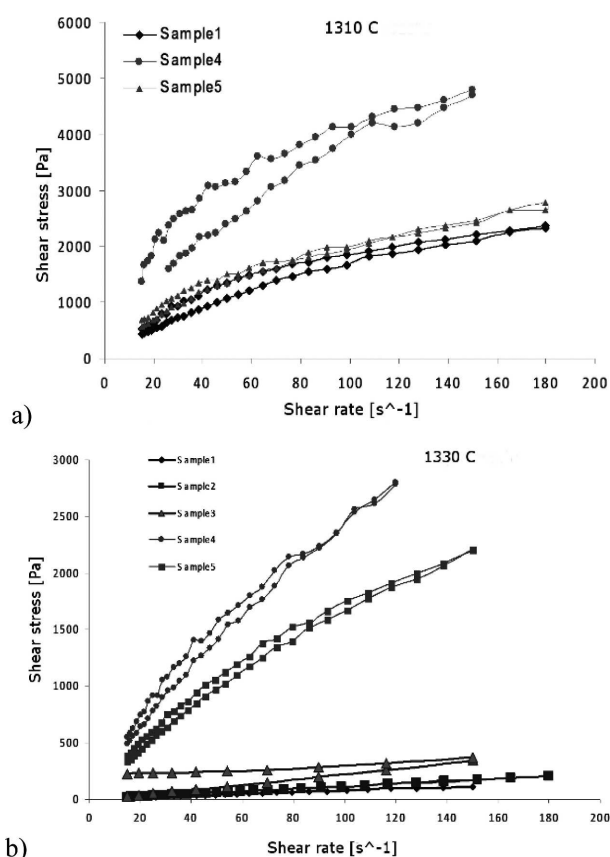 1310 C
Sample1
Sample4
Sample5
6000
5000
4000
3000
2000
1000
0
Shear stress [Pa]
0 20 40 60 80 100 120 140 160 180 200
Shear rate [s^-1]
a)
1330 C
Sample1
Sample2
Sample3
Sample4
Sample5
3000
2500
2000
1500
1000
500
0
Shear stress [Pa]
0 20 40 60 80 100 120 140 160 180 200
Shear rate [s^-1]
b)